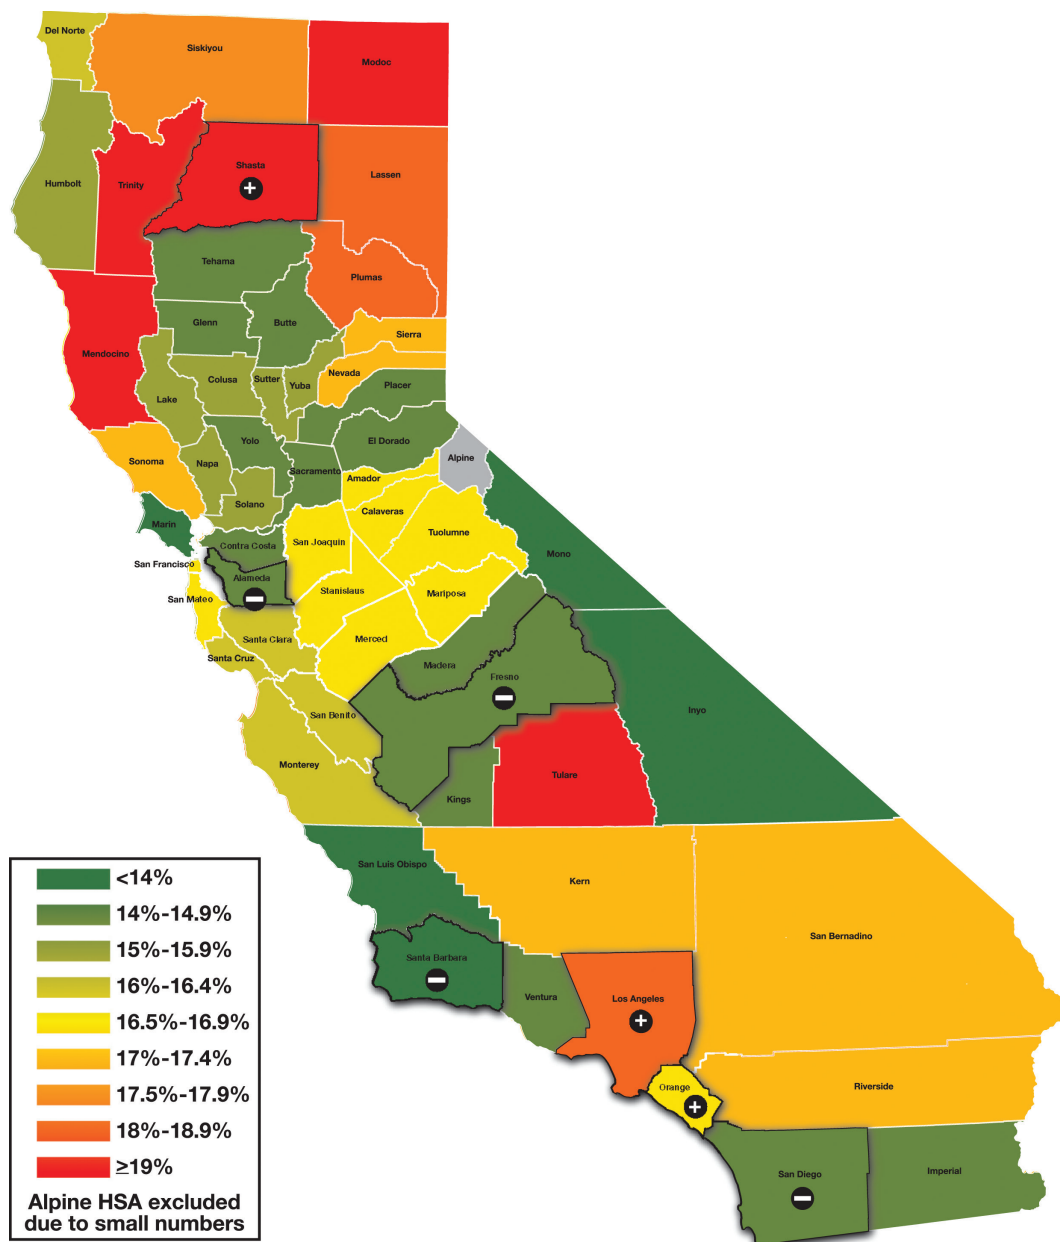 Del Norte
Siskiyou
Modoc
Shasta
+
Lassen
Humbolt
Trinity
Tehama
Plumas
Glenn
Butte
Sierra
Mendocino
Nevada
Colusa
Sutter
Yuba
Placer
Lake
Yolo
El Dorado
Sonoma
Napa
Sacramento
Alpine
Amador
Solano
Calaveras
Marin
Tuolumne
Contra Costa
San Joaquin
Mono
San Francisco
Alameda
−
Stanislaus
Mariposa
San Mateo
Santa Clara
Merced
Santa Cruz
Madera
Fresno
−
San Benito
Inyo
Monterey
Tulare
Kings
San Luis Obispo
Kern
San Bernadino
Santa Barbara
−
Ventura
Los Angeles
+
Orange
+
Riverside
San Diego
−
Imperial
<14%
14%-14.9%
15%-15.9%
16%-16.4%
16.5%-16.9%
17%-17.4%
17.5%-17.9%
18%-18.9%
≥19%
Alpine HSA excluded
due to small numbers